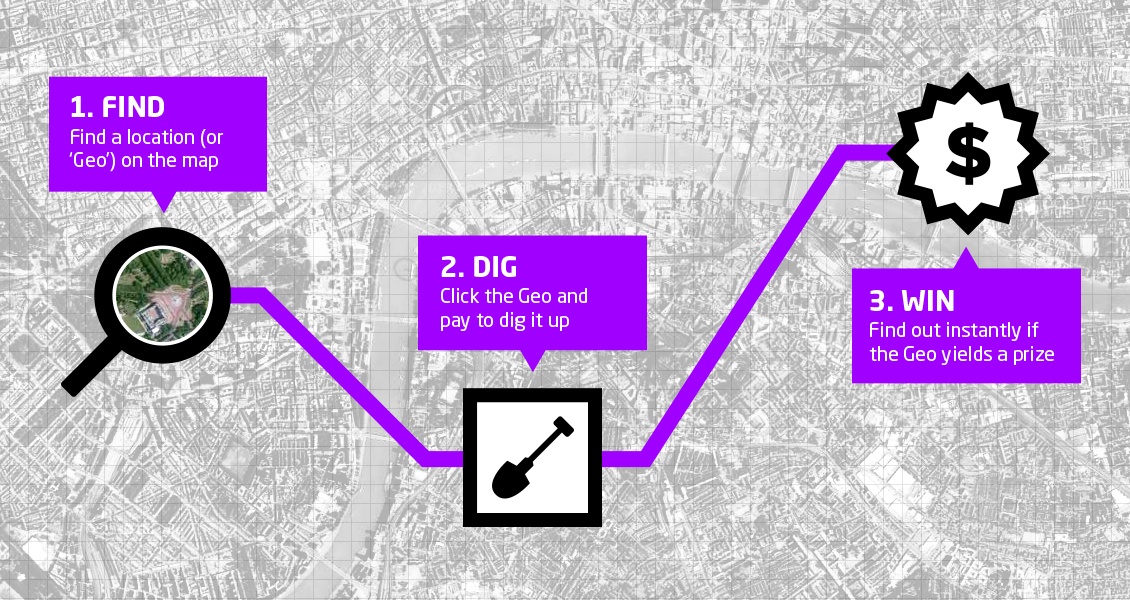 1. FIND
Find a location (or
‘Geo’) on the map
2. DIG
Click the Geo and
pay to dig it up
$
3. WIN
Find out instantly if
the Geo yields a prize